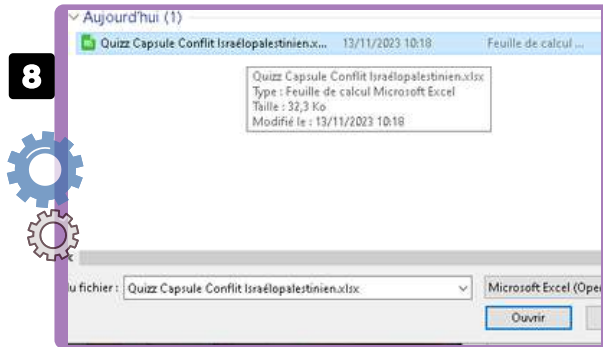 Aujourd'hui (1)
Quizz Capsule Conflit Israélopalestinien.x... 13/11/2023 10:18 Feuille de calcul ...
8
Quizz Capsule Conflit Israélopalestinien.xlsx
Type : Feuille de calcul Microsoft Excel
Taille : 32,3 Ko
Modifié le : 13/11/2023 10:18
u fichier : Quizz Capsule Conflit Israélopalestinien.xlsx Microsoft Excel (Ope
Ouvrir